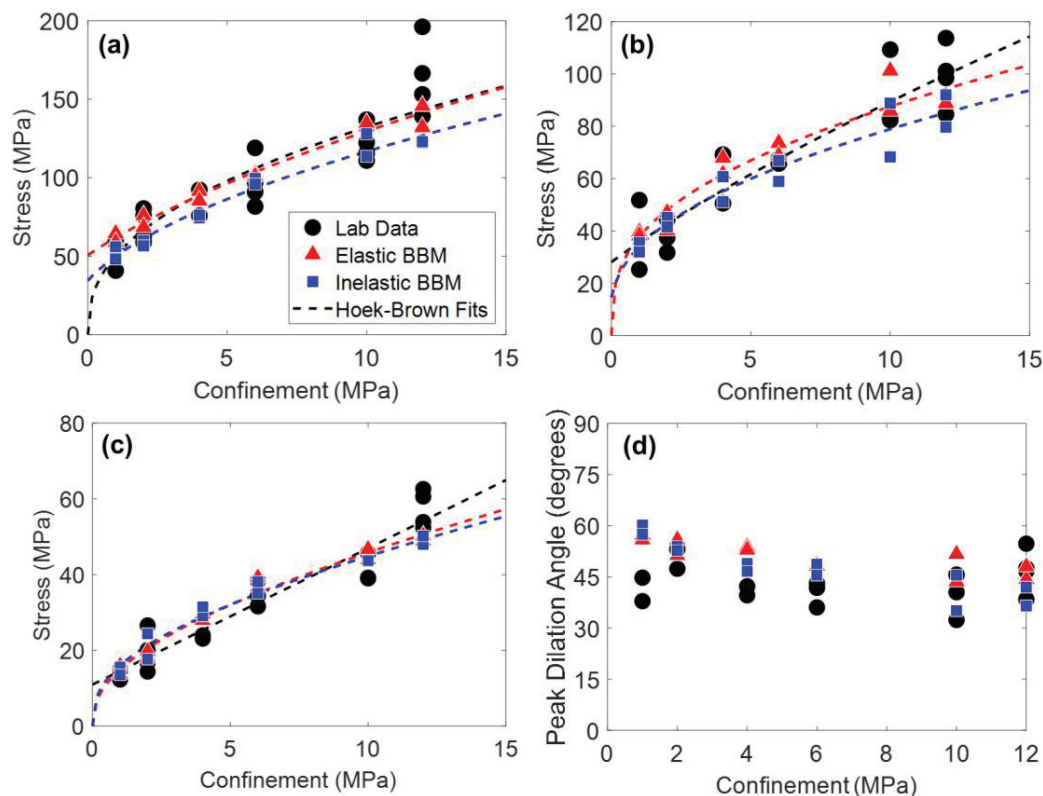 (a)
200
150
100
50
0
Stress (MPa)
0 5 10 15
Confinement (MPa)
Lab Data
Elastic BBM
Inelastic BBM
Hoek-Brown Fits
(b)
120
100
80
60
40
20
0
Stress (MPa)
0 5 10 15
Confinement (MPa)
(c)
80
60
40
20
0
Stress (MPa)
0 5 10 15
Confinement (MPa)
(d)
90
75
60
45
30
15
0
Peak Dilation Angle (degrees)
0 2 4 6 8 10 12
Confinement (MPa)